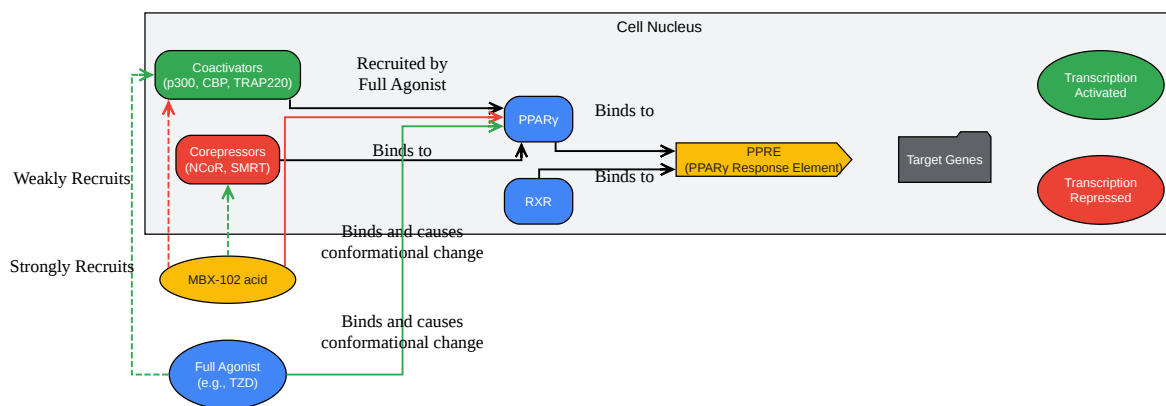 Cell Nucleus
Coactivators
(p300, CBP, TRAP220)
Recruited by
Full Agonist
Transcription
Activated
PPARγ
Binds to
Corepressors
(NCoR, SMRT)
Binds to
PPRE
(PPARγ Response Element)
Target Genes
Weakly Recruits
Binds to
Transcription
Repressed
RXR
Binds and causes
conformational change
Strongly Recruits
MBX-102 acid
Binds and causes
conformational change
Full Agonist
(e.g., TZD)